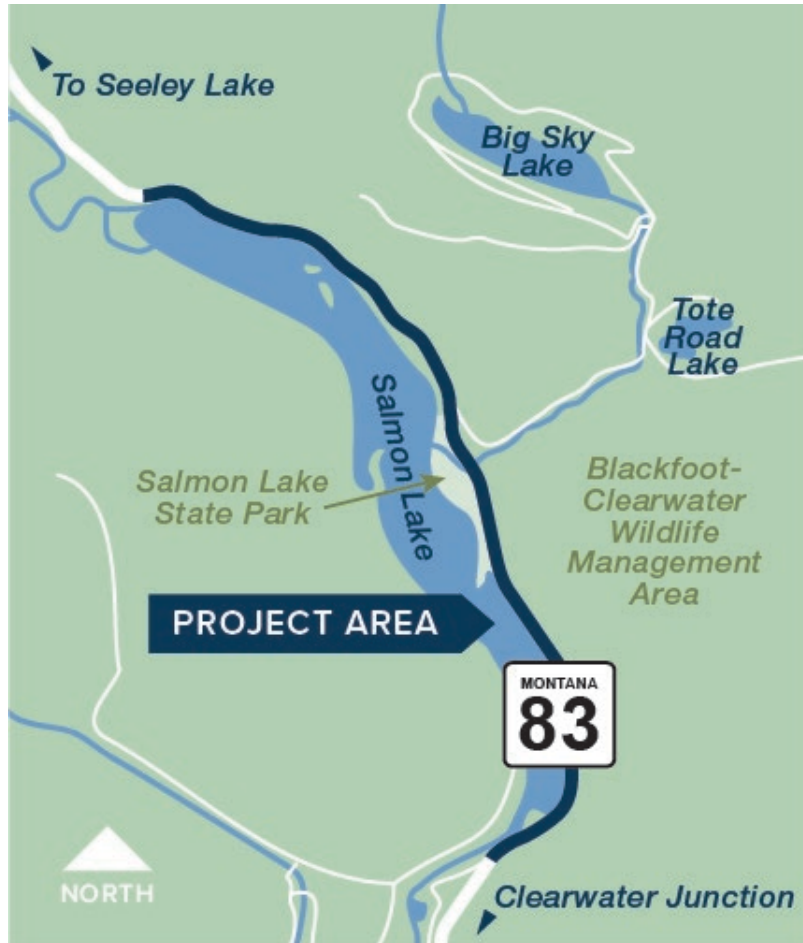 To Seeley Lake
Big Sky
Lake
Tote
Road
Lake
Salmon Lake
Salmon Lake
State Park
Blackfoot-
Clearwater
Wildlife
Management
Area
PROJECT AREA
MONTANA
83
NORTH
Clearwater Junction